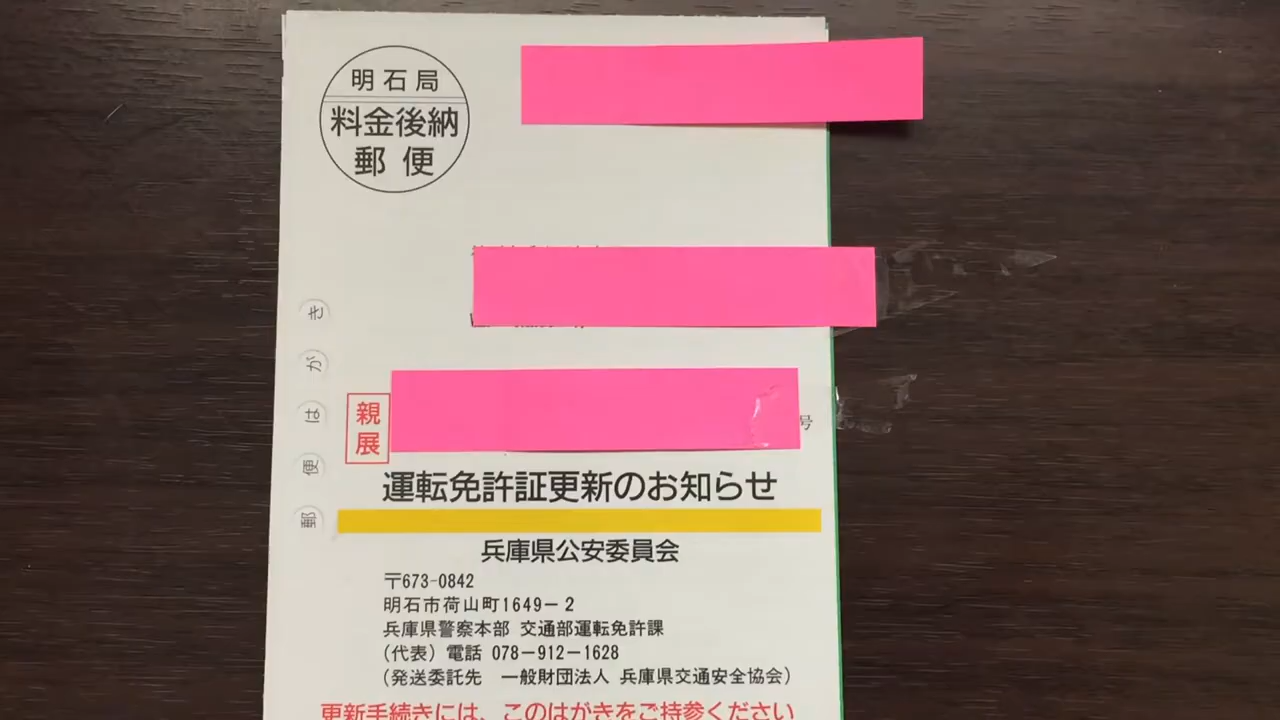 明石局
料金後納
郵便
号
親展
運転免許証更新のお知らせ
郵便はがき
兵庫県公安委員会
〒673-0842
明石市荷山町1649-2
兵庫県警察本部 交通部運転免許課
(代表) 電話 078-912-1628
(発送委託先 一般財団法人 兵庫県交通安全協会)
更新手続きには、このはがきをご持参ください